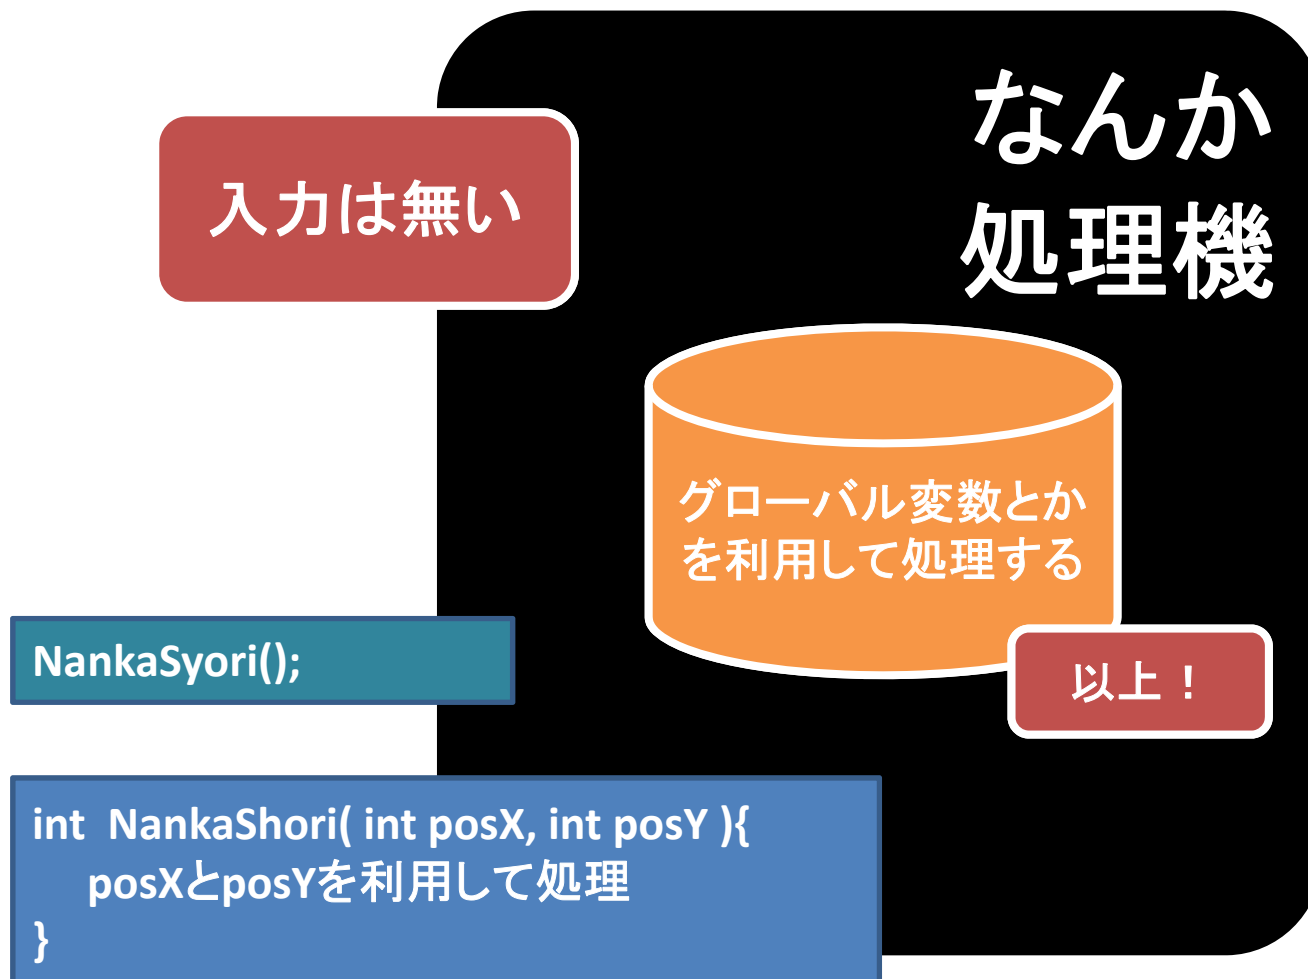 なんか
処理機
入力は無い
グローバル変数とか
を利用して処理する
以上！
NankaSyori();
int  NankaShori( int posX, int posY ){
posXとposYを利用して処理
}